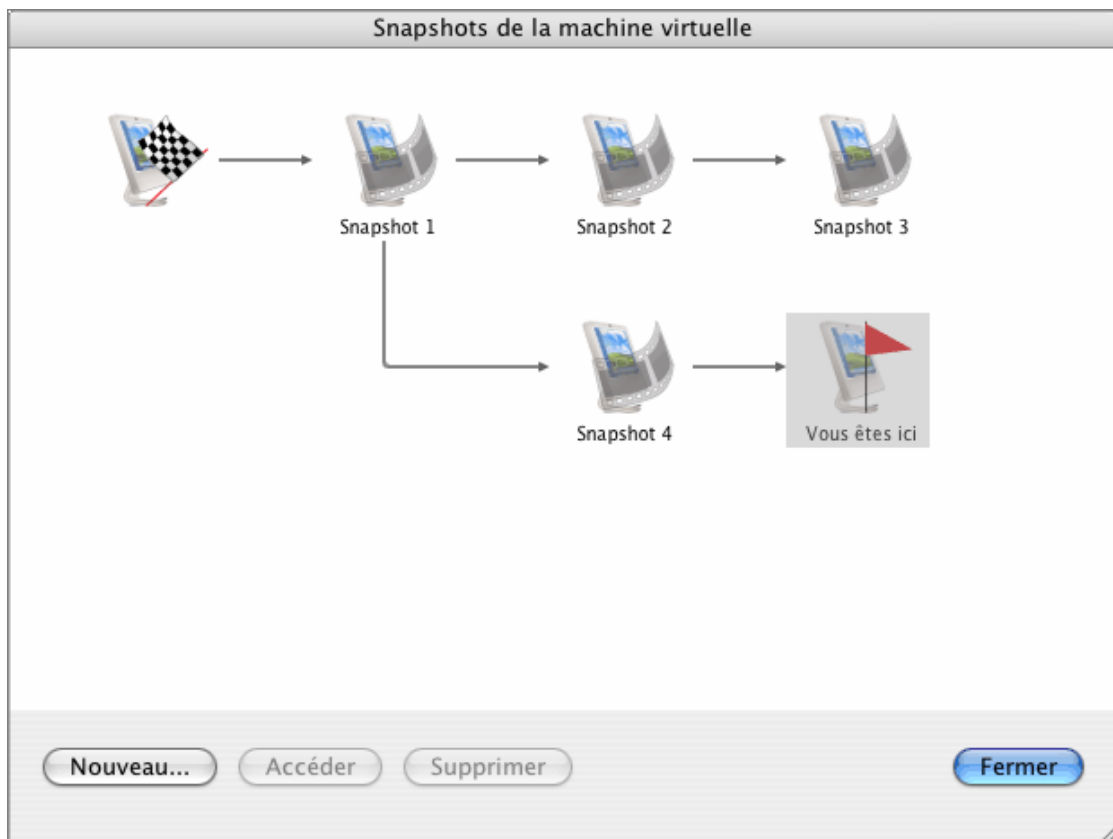 Snapshots de la machine virtuelle
Snapshot 1
Snapshot 2
Snapshot 3
Snapshot 4
Vous êtes ici
Nouveau...
Accéder
Supprimer
Fermer